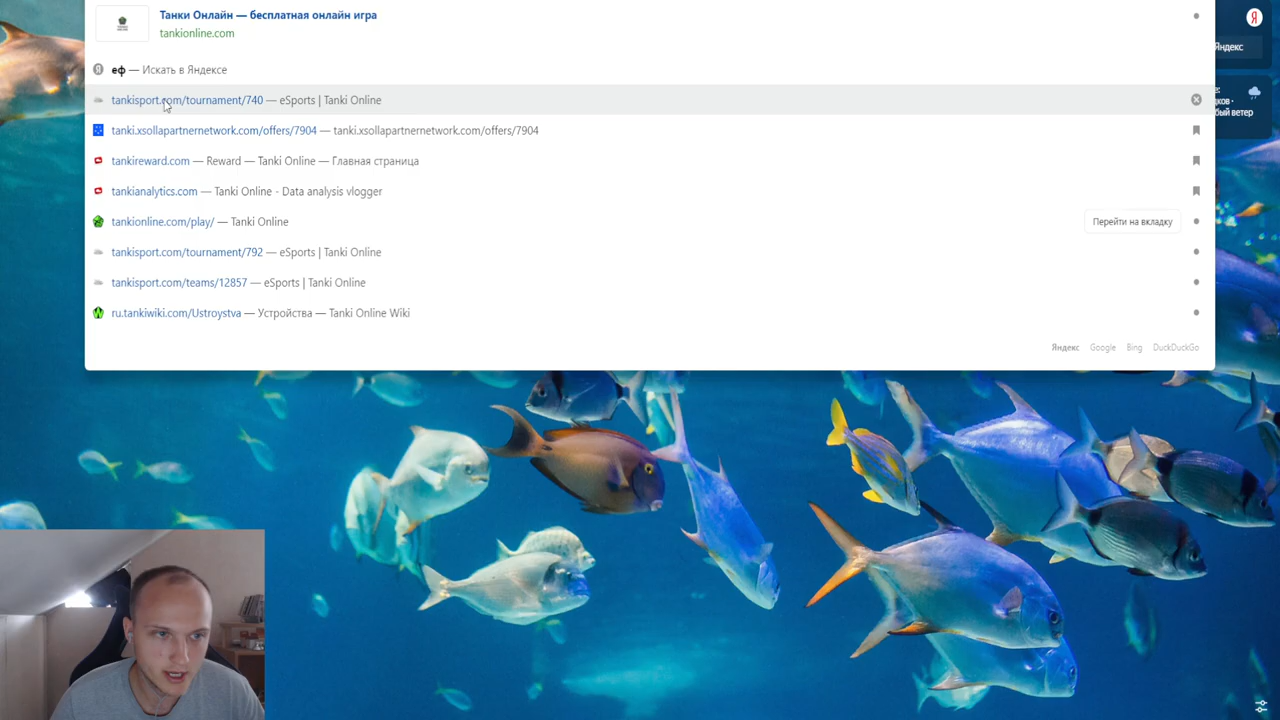 Танки Онлайн — бесплатная онлайн игра
tankionline.com
еф — Искать в Яндексе
tankisport.com/tournament/740 — eSports | Tanki Online
tanki.xsollapartnernetwork.com/offers/7904 — tanki.xsollapartnernetwork.com/offers/7904
tankireward.com — Reward — Tanki Online — Главная страница
tankianalytics.com — Tanki Online - Data analysis vlogger
tankionline.com/play/ — Tanki Online
Перейти на вкладку
tankisport.com/tournament/792 — eSports | Tanki Online
tankisport.com/teams/12857 — eSports | Tanki Online
ru.tankiwiki.com/Ustroystva — Устройства — Tanki Online Wiki
Яндекс Google Bing DuckDuckGo
Я
Яндекс
ветер